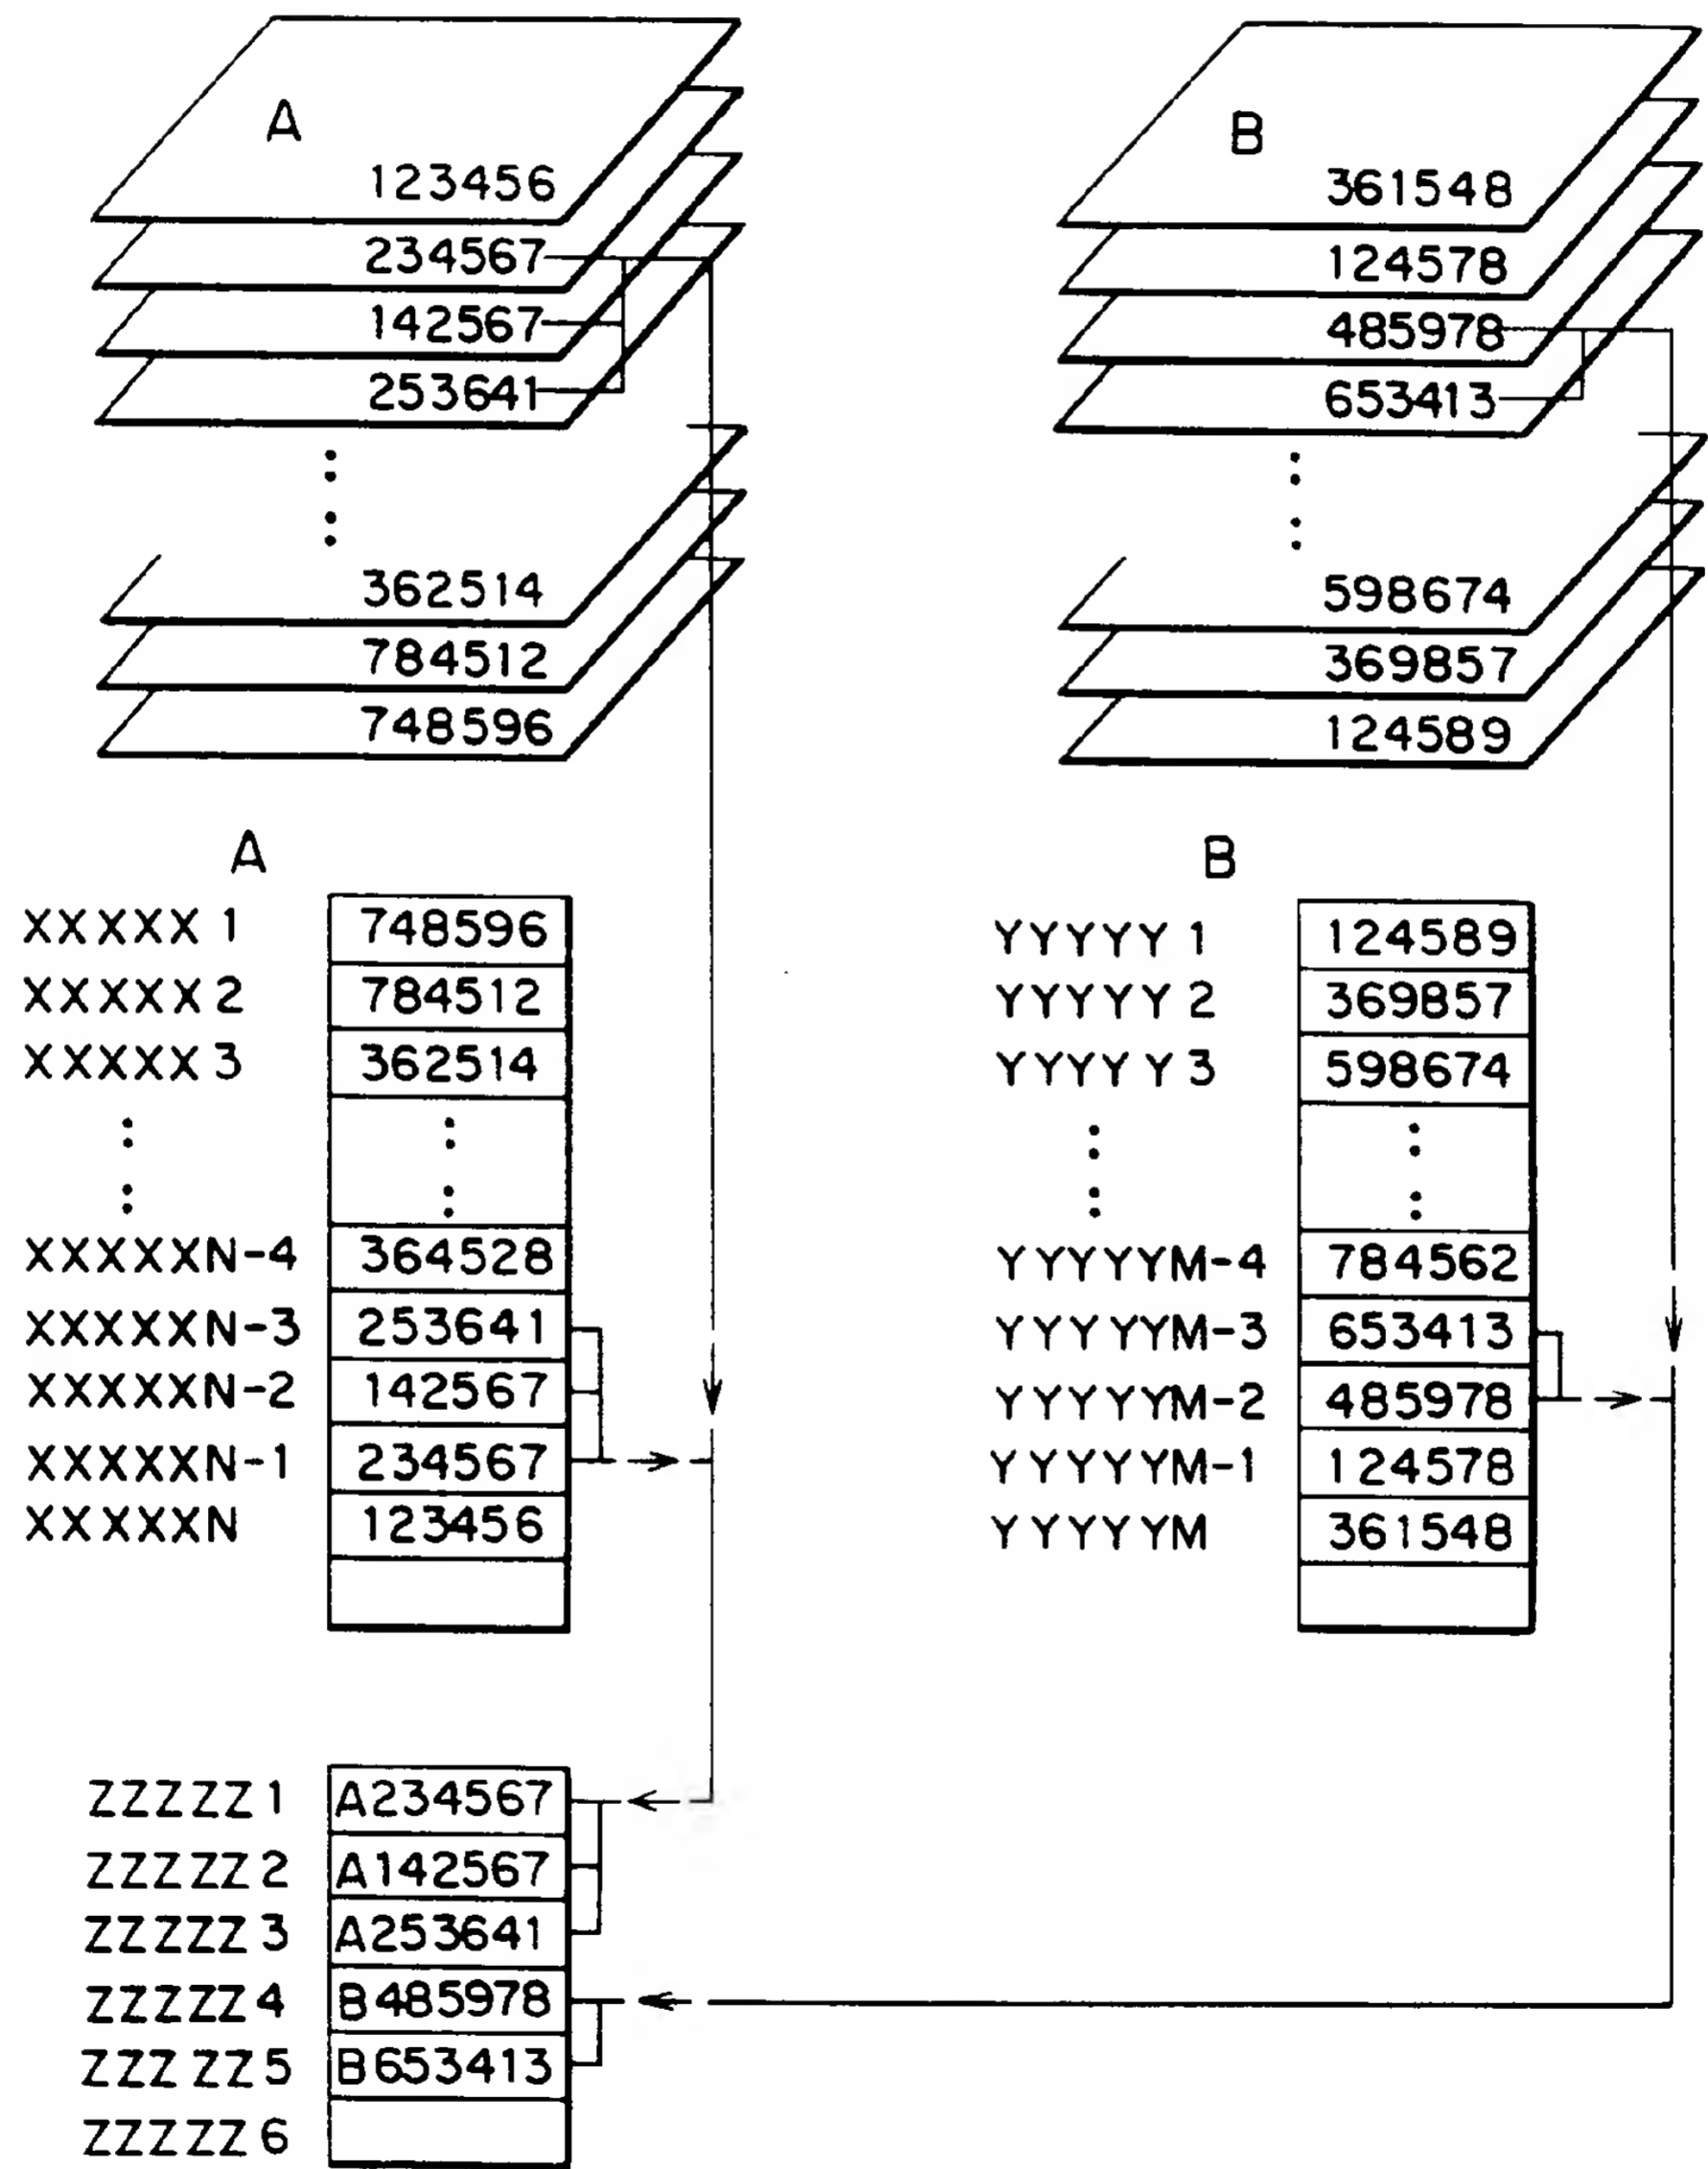 A
123456
234567
142567
253641
362514
784512
748596
B
361548
124578
485978
653413
598674
369857
124589
A
XXXXX1 748596
XXXXX2 784512
XXXXX3 362514
XXXXXN-4 364528
XXXXXN-3 253641
XXXXXN-2 142567
XXXXXN-1 234567
XXXXXN 123456
B
YYYYY1 124589
YYYYY2 369857
YYYYY3 598674
YYYYYM-4 784562
YYYYYM-3 653413
YYYYYM-2 485978
YYYYYM-1 124578
YYYYYM 361548
ZZZZZ1 A234567
ZZZZZ2 A142567
ZZZZZ3 A253641
ZZZZZ4 B485978
ZZZZZ5 B653413
ZZZZZ6